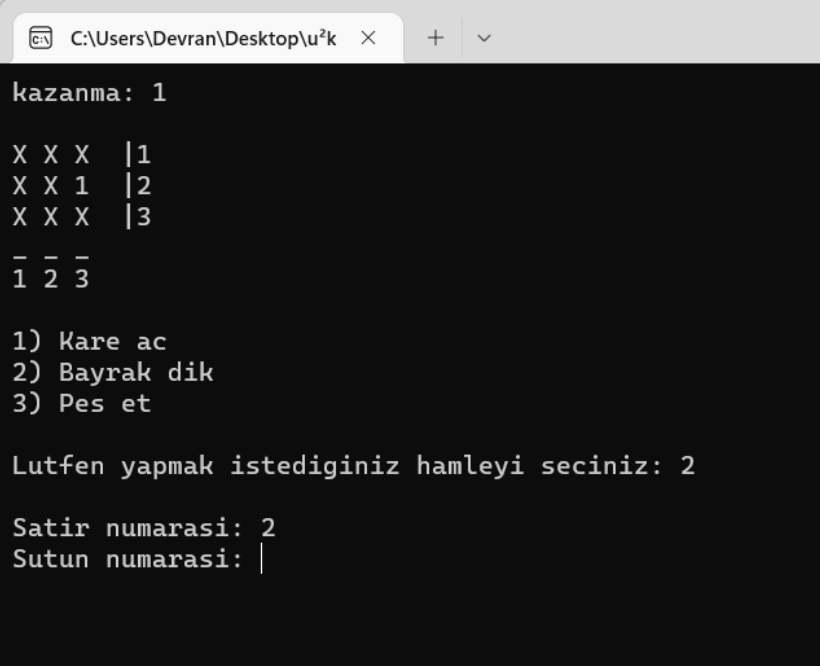 C:\Users\Devran\Desktop\u²k
kazanma: 1
X X X  |1
X X 1  |2
X X X  |3
_ _ _
1 2 3
1) Kare ac
2) Bayrak dik
3) Pes et
Lutfen yapmak istediginiz hamleyi seciniz: 2
Satir numarasi: 2
Sutun numarasi: